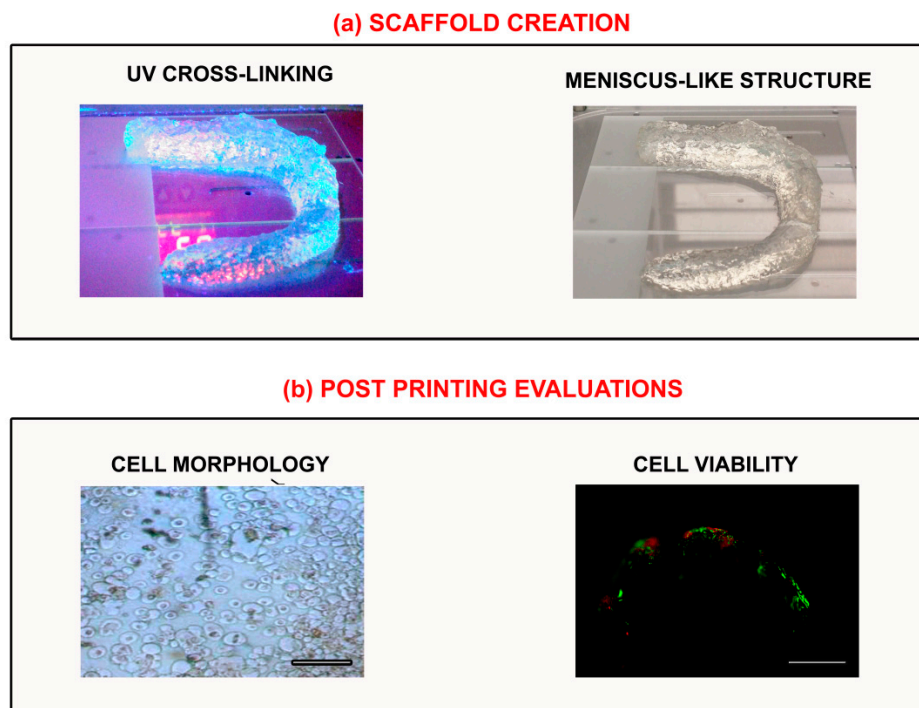 (a) SCAFFOLD CREATION
UV CROSS-LINKING
MENISCUS-LIKE STRUCTURE
(b) POST PRINTING EVALUATIONS
CELL MORPHOLOGY
CELL VIABILITY